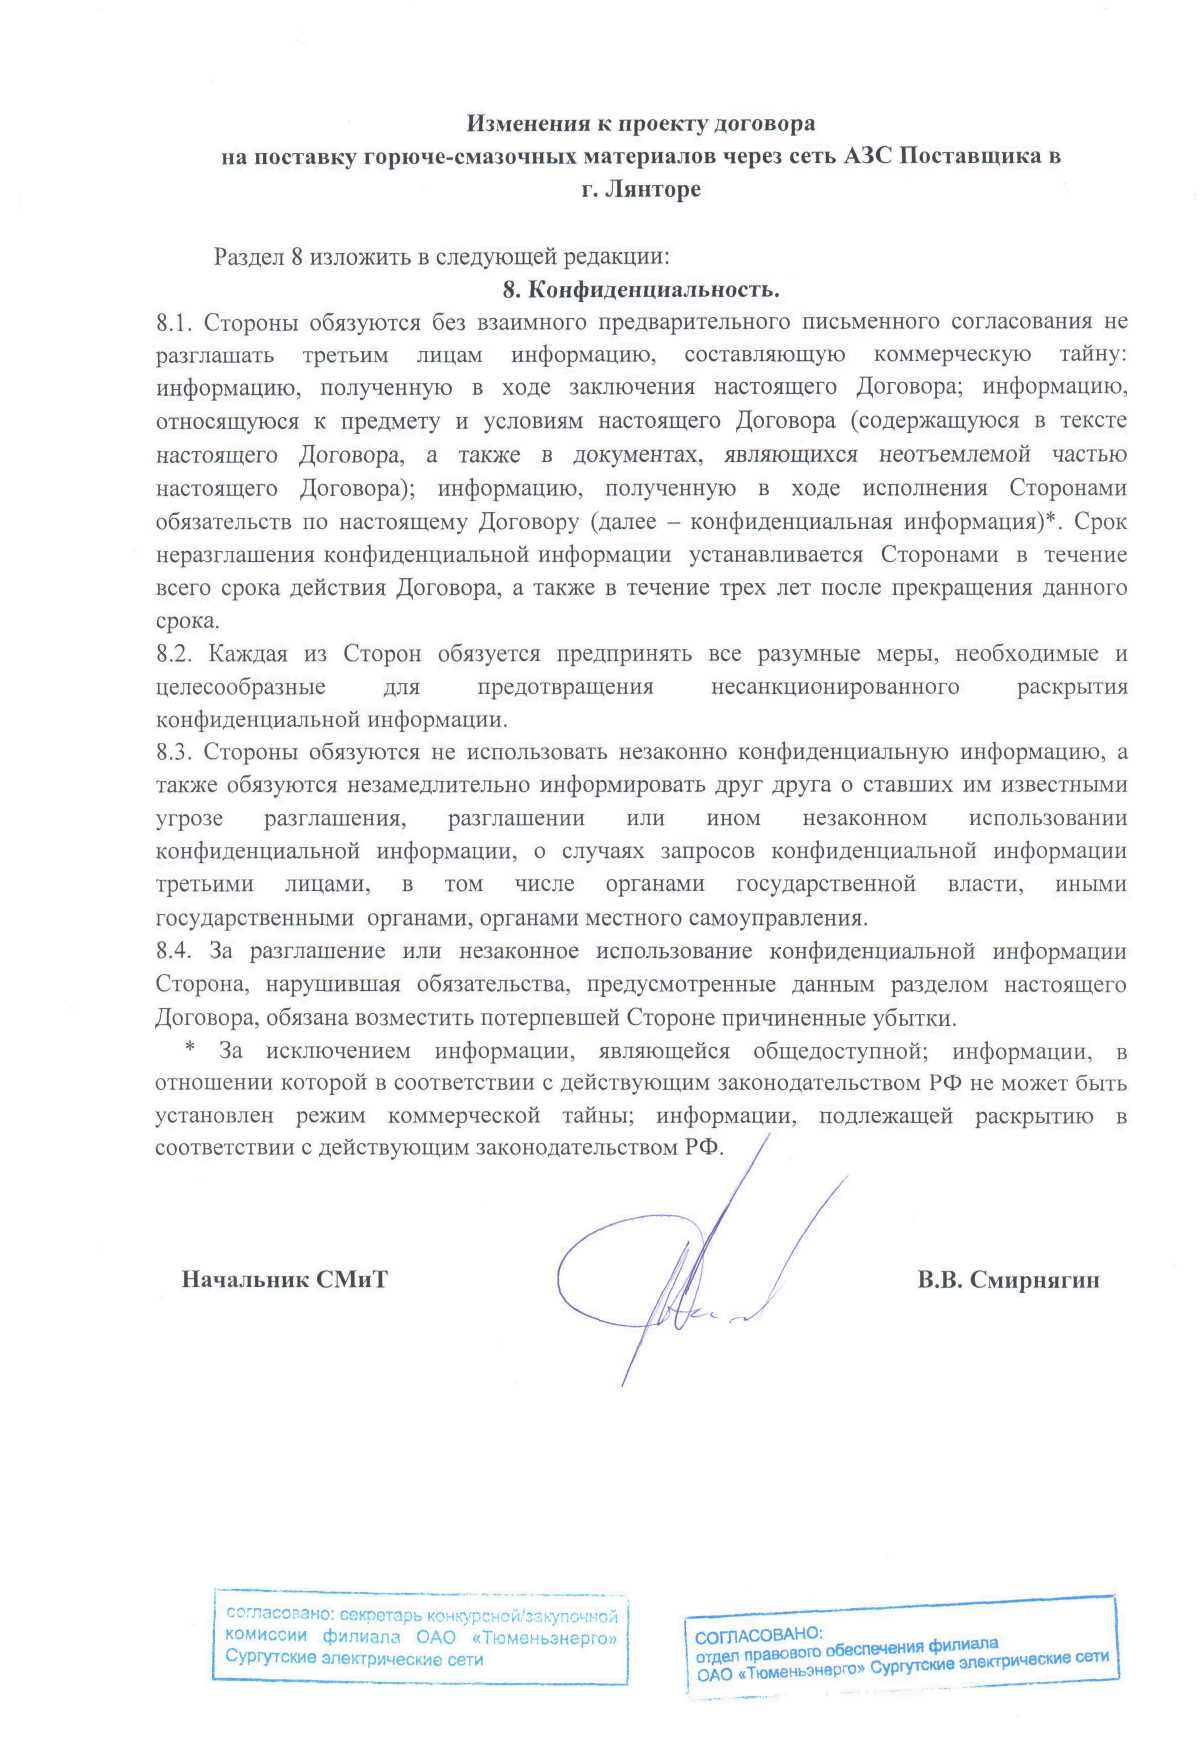 Изменения к проекту договора
на поставку горюче-смазочных материалов через сеть АЗС Поставщика в
г. Лянторе
Раздел 8 изложить в следующей редакции:
8. Конфиденциальность.
8.1. Стороны обязуются без взаимного предварительного письменного согласования не
разглашать третьим лицам информацию, составляющую коммерческую тайну:
информацию, полученную в ходе заключения настоящего Договора; информацию,
относящуюся к предмету и условиям настоящего Договора (содержащуюся в тексте
настоящего Договора, а также в документах, являющихся неотъемлемой частью
настоящего Договора); информацию, полученную в ходе исполнения Сторонами
обязательств по настоящему Договору (далее – конфиденциальная информация)*. Срок
неразглашения конфиденциальной информации устанавливается Сторонами в течение
всего срока действия Договора, а также в течение трех лет после прекращения данного
срока.
8.2. Каждая из Сторон обязуется предпринять все разумные меры, необходимые и
целесообразные для предотвращения несанкционированного раскрытия
конфиденциальной информации.
8.3. Стороны обязуются не использовать незаконно конфиденциальную информацию, а
также обязуются незамедлительно информировать друг друга о ставших им известными
угрозе разглашения, разглашении или ином незаконном использовании
конфиденциальной информации, о случаях запросов конфиденциальной информации
третьими лицами, в том числе органами государственной власти, иными
государственными органами, органами местного самоуправления.
8.4. За разглашение или незаконное использование конфиденциальной информации
Сторона, нарушившая обязательства, предусмотренные данным разделом настоящего
Договора, обязана возместить потерпевшей Стороне причиненные убытки.
* За исключением информации, являющейся общедоступной; информации, в
отношении которой в соответствии с действующим законодательством РФ не может быть
установлен режим коммерческой тайны; информации, подлежащей раскрытию в
соответствии с действующим законодательством РФ.
Начальник СМиТ В.В. Смирнягин
согласовано: секретарь конкурсной/закупочной
комиссии филиала ОАО «Тюменьэнерго»
Сургутские электрические сети
СОГЛАСОВАНО:
отдел правового обеспечения филиала
ОАО «Тюменьэнерго» Сургутские электрические сети